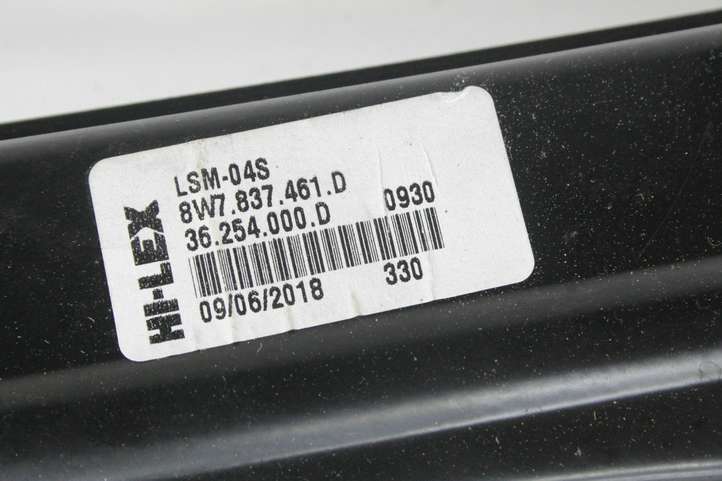 HI-LEX
LSM-04S
8W7.837.461.D
36.254.000.D 0930
09/06/2018 330